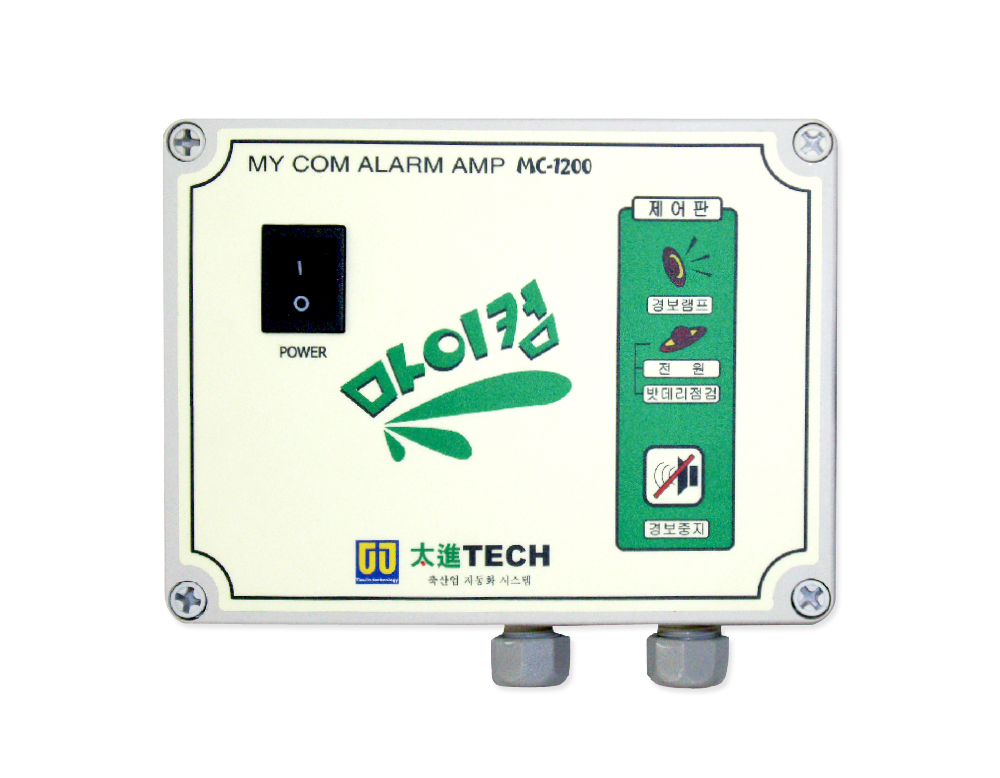 MY COM ALARM AMP MC-1200
제어판
경보램프
POWER
마이컴
전 원
밧데리점검
경보중지
太進TECH
Taejin technology
축산업 자동화 시스템